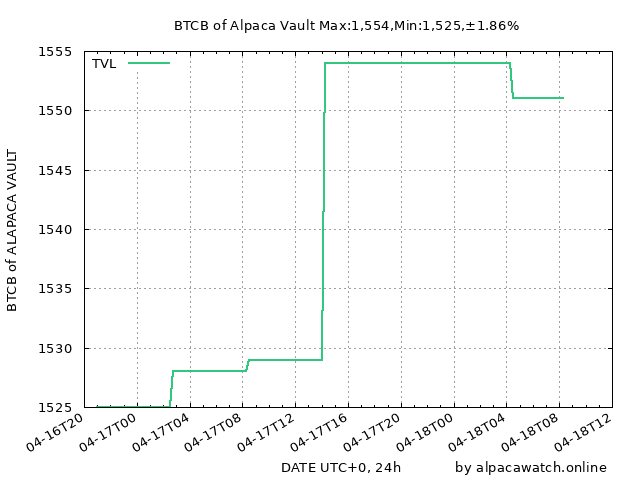 BTCB of Alpaca Vault Max:1,554,Min:1,525,±1.86%
TVL
BTCB of ALAPACA VAULT
1555
1550
1545
1540
1535
1530
1525
04-16T20
04-17T00
04-17T04
04-17T08
04-17T12
04-17T16
04-17T20
04-18T00
04-18T04
04-18T08
04-18T12
DATE UTC+0, 24h
by alpacawatch.online